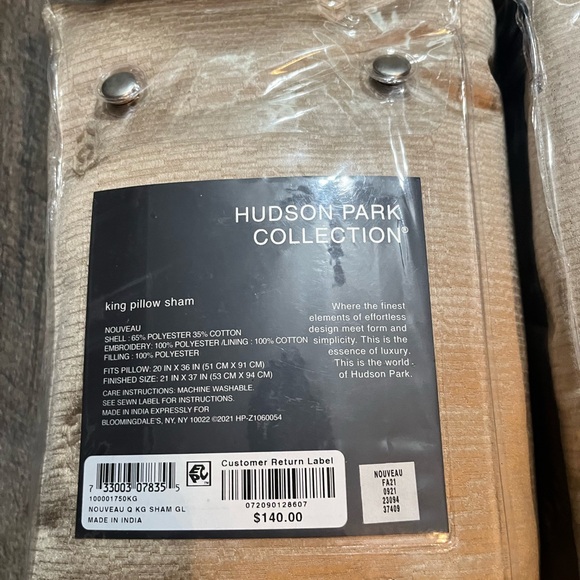 HUDSON PARK
COLLECTION®
king pillow sham
NOUVEAU
SHELL : 65% POLYESTER 35% COTTON
EMBROIDERY: 100% POLYESTER /LINING : 100% COTTON
FILLING : 100% POLYESTER
FITS PILLOW: 20 IN X 36 IN (51 CM X 91 CM)
FINISHED SIZE: 21 IN X 37 IN (53 CM X 94 CM)
CARE INSTRUCTIONS: MACHINE WASHABLE
SEE SEWN LABEL FOR INSTRUCTIONS.
MADE IN INDIA EXPRESSLY FOR
BLOOMINGDALE'S, NY, NY 10022 ©2021 HP-Z1060054
Where the finest
elements of effortless
design meet form and
simplicity. This is the
essence of luxury.
This is the world
of Hudson Park.
7 33003 07835 5
100001750KG
NOUVEAU Q KG SHAM GL
MADE IN INDIA
Customer Return Label
072090128607
$140.00
NOUVEAU
FA21
0921
23094
37409